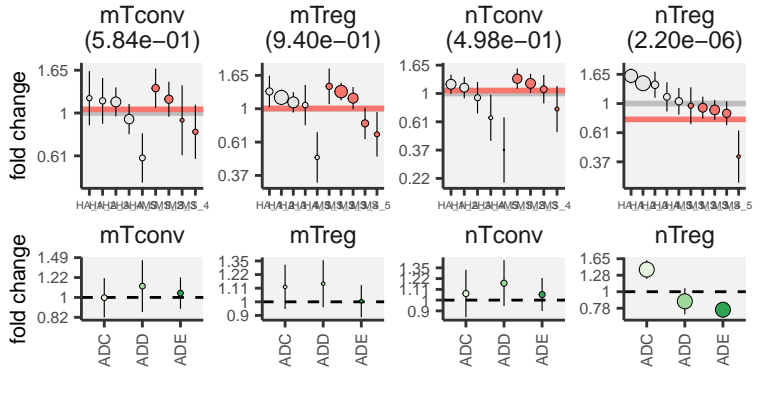 mTconv
(5.84e−01)
mTreg
(9.40e−01)
nTconv
(4.98e−01)
nTreg
(2.20e−06)
fold change
1.65
1
0.61
1.65
1
0.61
0.37
1.65
1
0.61
0.37
0.22
1.65
1
0.61
0.37
mTconv
mTreg
nTconv
nTreg
fold change
1.49
1.22
1
0.82
1.35
1.22
1.11
1
0.9
1.35
1.22
1.11
1
0.9
1.65
1.28
1
0.78
ADC
ADD
ADE
ADC
ADD
ADE
ADC
ADD
ADE
ADC
ADD
ADE